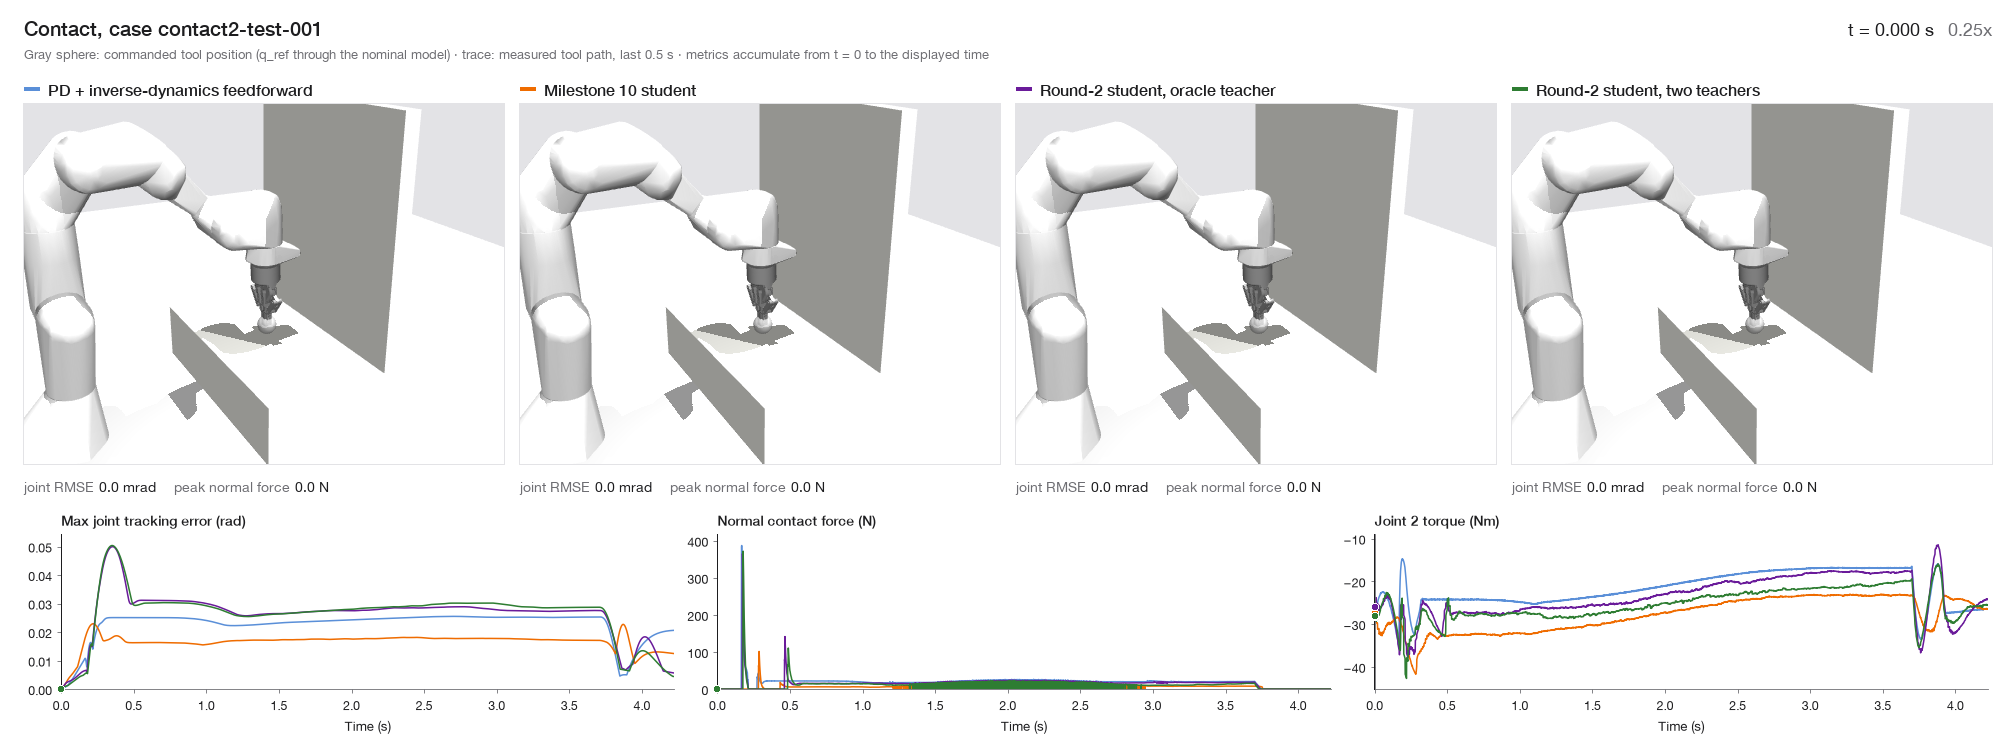 Contact, case contact2-test-001
t = 0.000 s 0.25x
Gray sphere: commanded tool position (q_ref through the nominal model) · trace: measured tool path, last 0.5 s · metrics accumulate from t = 0 to the displayed time
PD + inverse-dynamics feedforward
Milestone 10 student
Round-2 student, oracle teacher
Round-2 student, two teachers
joint RMSE 0.0 mrad peak normal force 0.0 N
joint RMSE 0.0 mrad peak normal force 0.0 N
joint RMSE 0.0 mrad peak normal force 0.0 N
joint RMSE 0.0 mrad peak normal force 0.0 N
Max joint tracking error (rad)
0.05
0.04
0.03
0.02
0.01
0.00
0.0 0.5 1.0 1.5 2.0 2.5 3.0 3.5 4.0
Time (s)
Normal contact force (N)
400
300
200
100
0
0.0 0.5 1.0 1.5 2.0 2.5 3.0 3.5 4.0
Time (s)
Joint 2 torque (Nm)
−10
−20
−30
−40
0.0 0.5 1.0 1.5 2.0 2.5 3.0 3.5 4.0
Time (s)